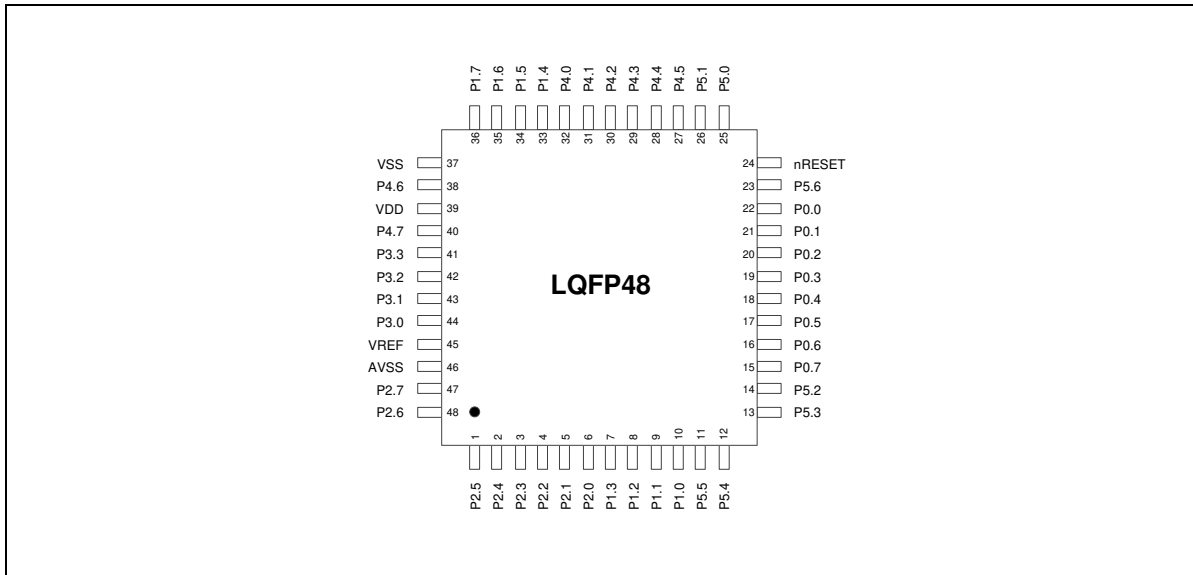 P1.7 P1.6 P1.5 P1.4 P4.0 P4.1 P4.2 P4.3 P4.4 P4.5 P5.1 P5.0
36 35 34 33 32 31 30 29 28 27 26 25
VSS 37 24 nRESET
P4.6 38 23 P5.6
VDD 39 22 P0.0
P4.7 40 21 P0.1
P3.3 41 20 P0.2
P3.2 42 19 P0.3
LQFP48
P3.1 43 18 P0.4
P3.0 44 17 P0.5
VREF 45 16 P0.6
AVSS 46 15 P0.7
P2.7 47 14 P5.2
P2.6 48 13 P5.3
1 2 3 4 5 6 7 8 9 10 11 12
P2.5 P2.4 P2.3 P2.2 P2.1 P2.0 P1.3 P1.2 P1.1 P1.0 P5.5 P5.4